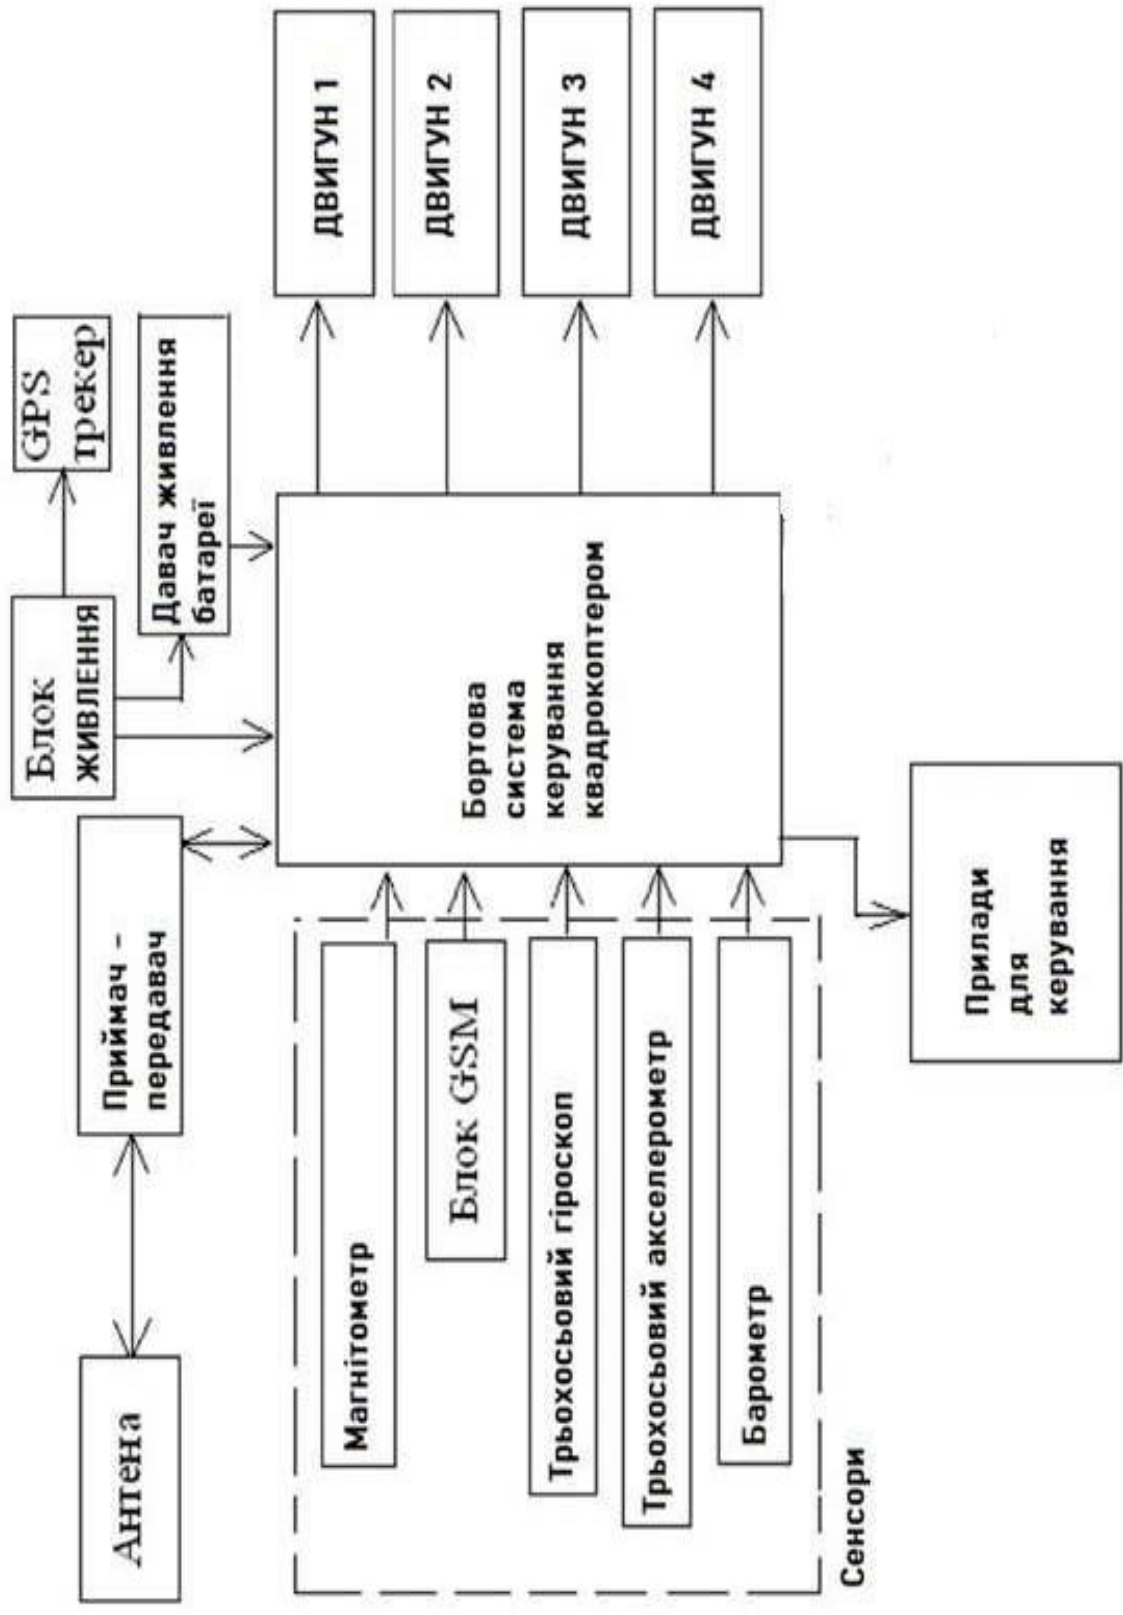 Антена
Приймач –
передавач
Блок
живлення
GPS
трекер
Давач живлення
батареї
Магнітометр
Блок GSM
Трьохосьовий гіроскоп
Трьохосьовий акселерометр
Барометр
Сенсори
Бортова
система
керування
квадрокоптером
ДВИГУН 1
ДВИГУН 2
ДВИГУН 3
ДВИГУН 4
Прилади
для
керування